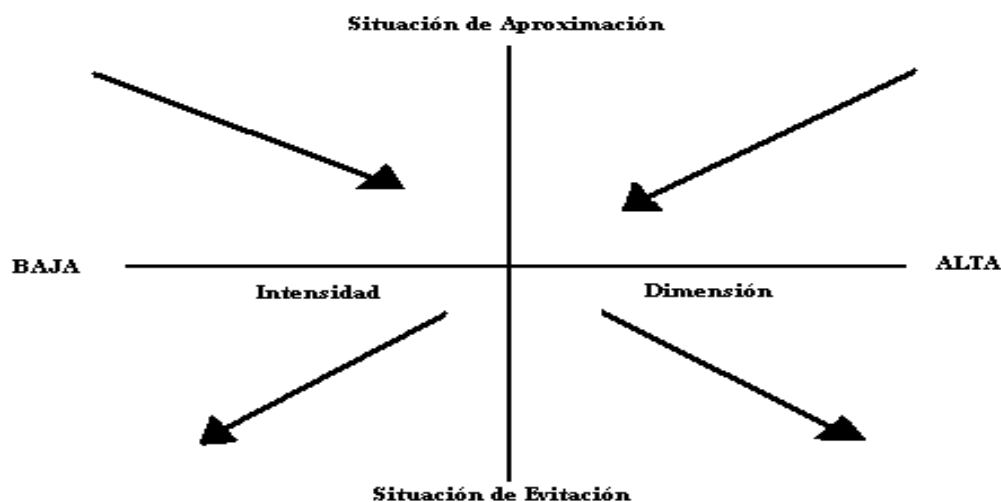 Situación de Aproximación
BAJA
ALTA
Intensidad
Dimensión
Situación de Evitación